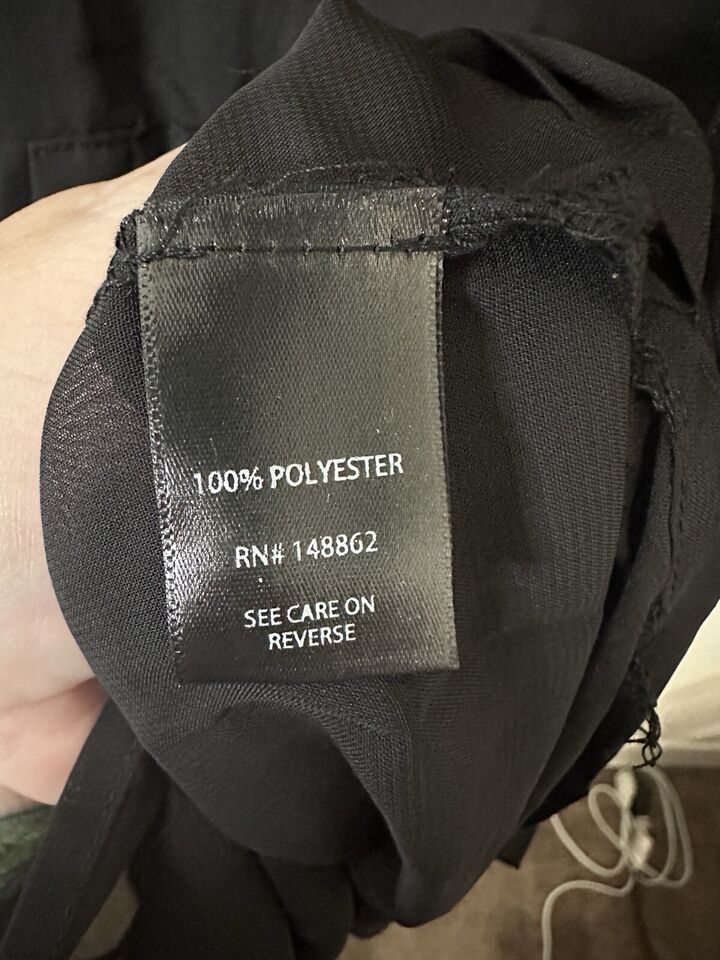 100% POLYESTER
RN# 148862
SEE CARE ON
REVERSE